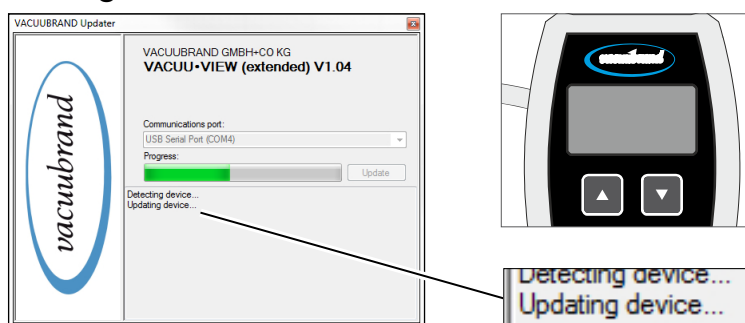 VACUUBRAND Updater
vacuubrand
VACUUBRAND GMBH+CO KG
VACUU•VIEW (extended) V1.04
Communications port:
USB Serial Port (COM4)
Progress:
Update
Detecting device...
Updating device...
vacuubrand
Detecting device...
Updating device...